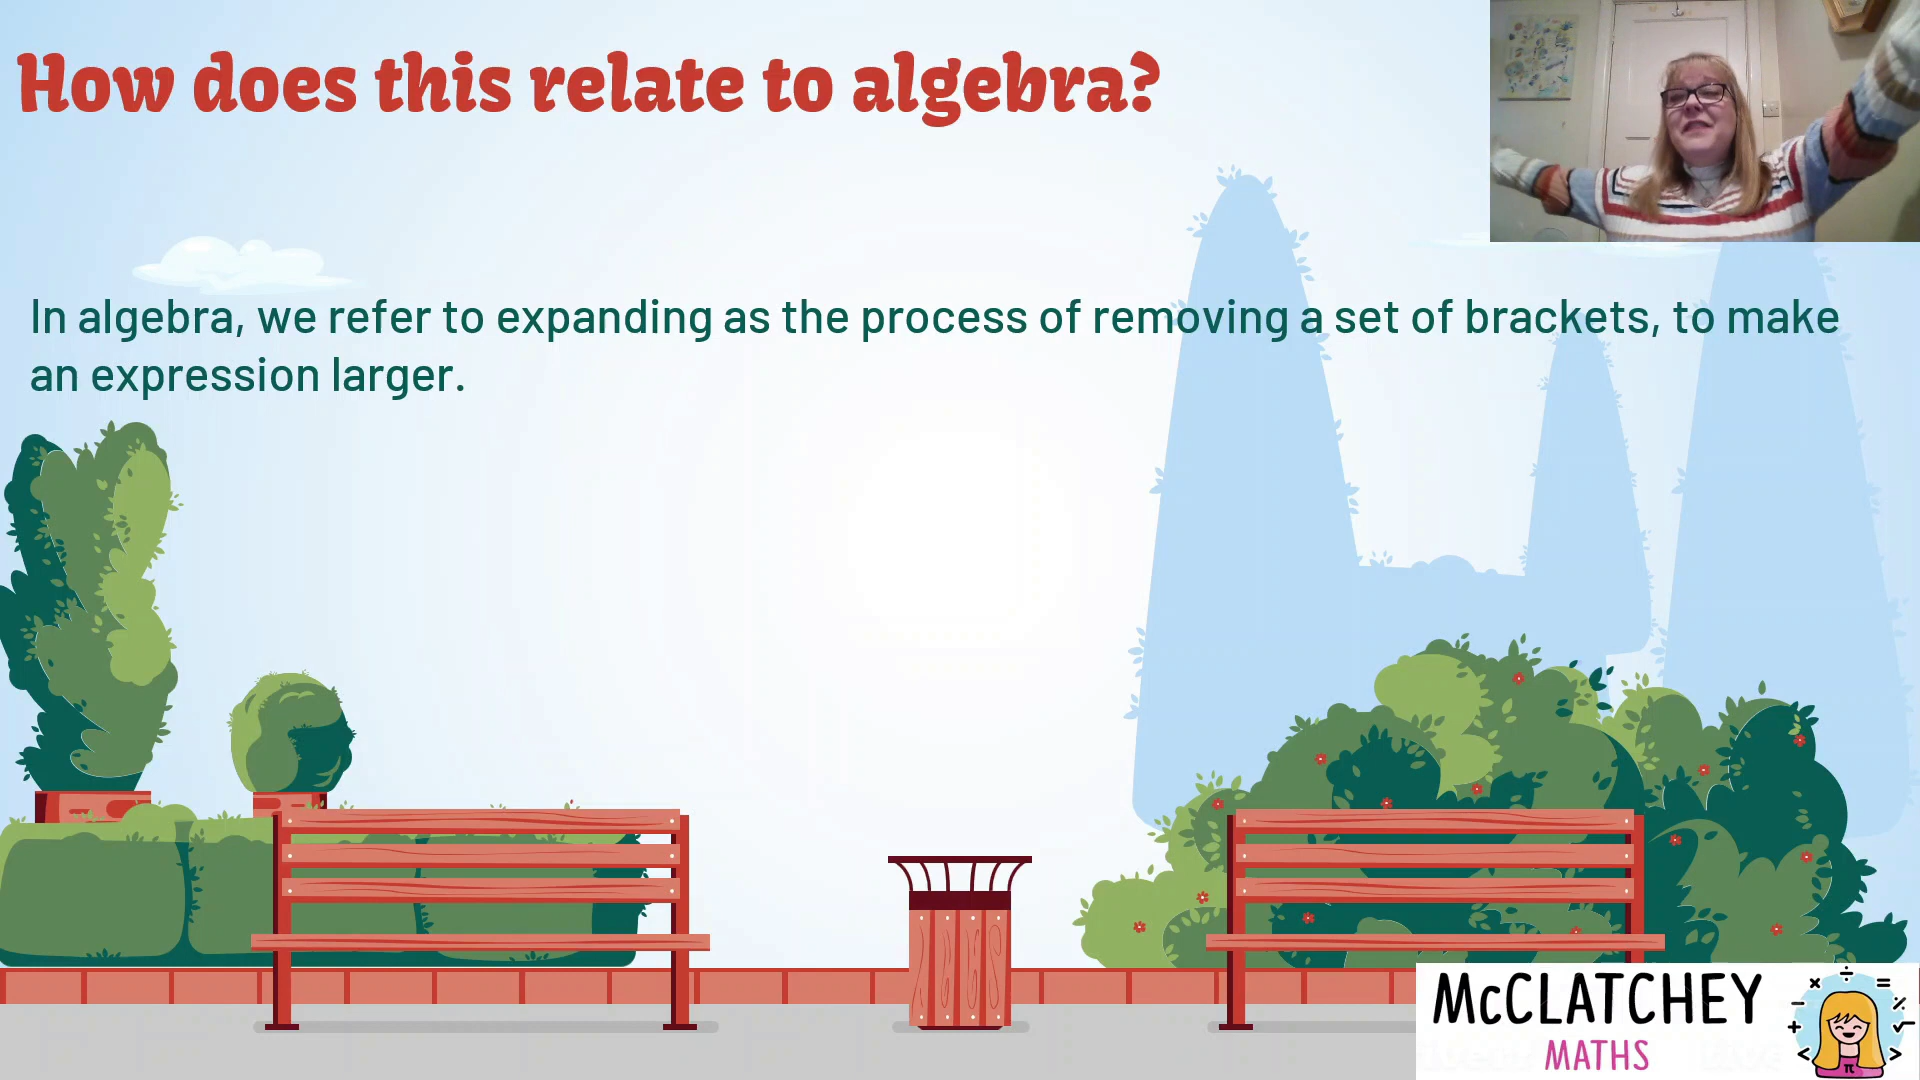 How does this relate to algebra?
In algebra, we refer to expanding as the process of removing a set of brackets, to make
an expression larger.
McCLATCHEY
MATHS